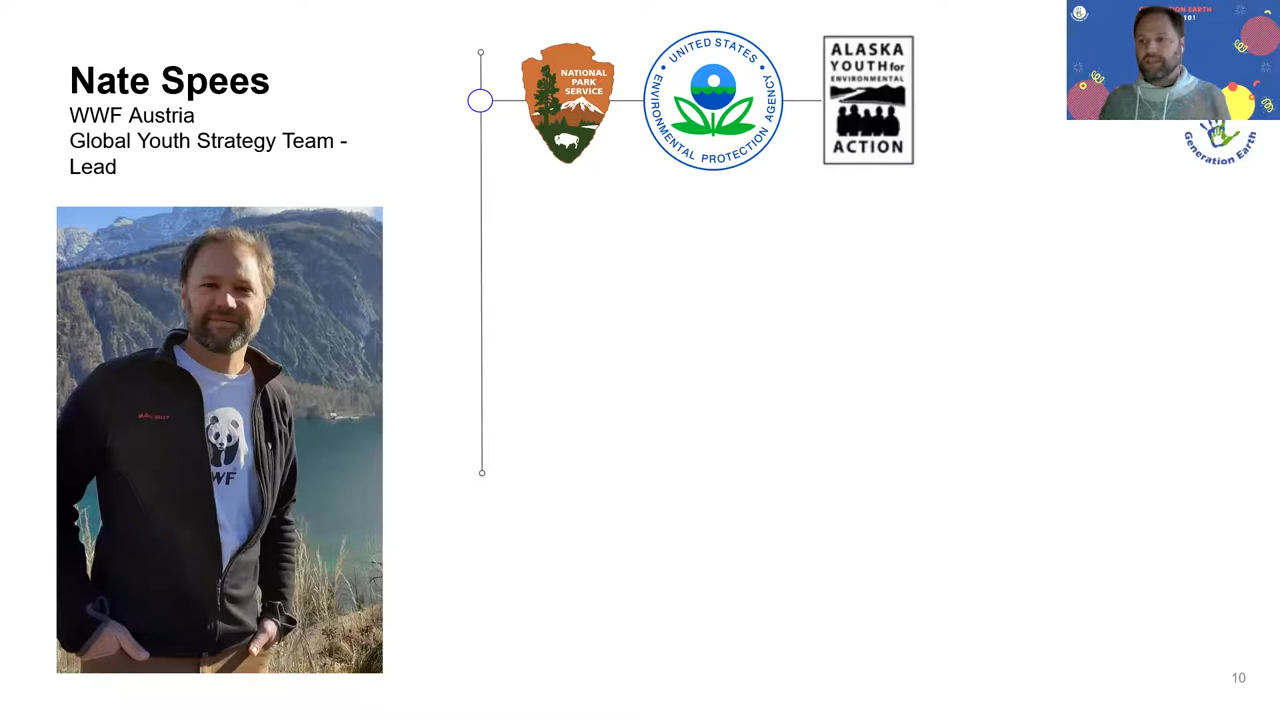 Nate Spees
WWF Austria
Global Youth Strategy Team -
Lead
NATIONAL
PARK
SERVICE
UNITED STATES
ENVIRONMENTAL PROTECTION AGENCY
ALASKA
YOUTH for
ENVIRONMENTAL
ACTION
Generation Earth
WF
10